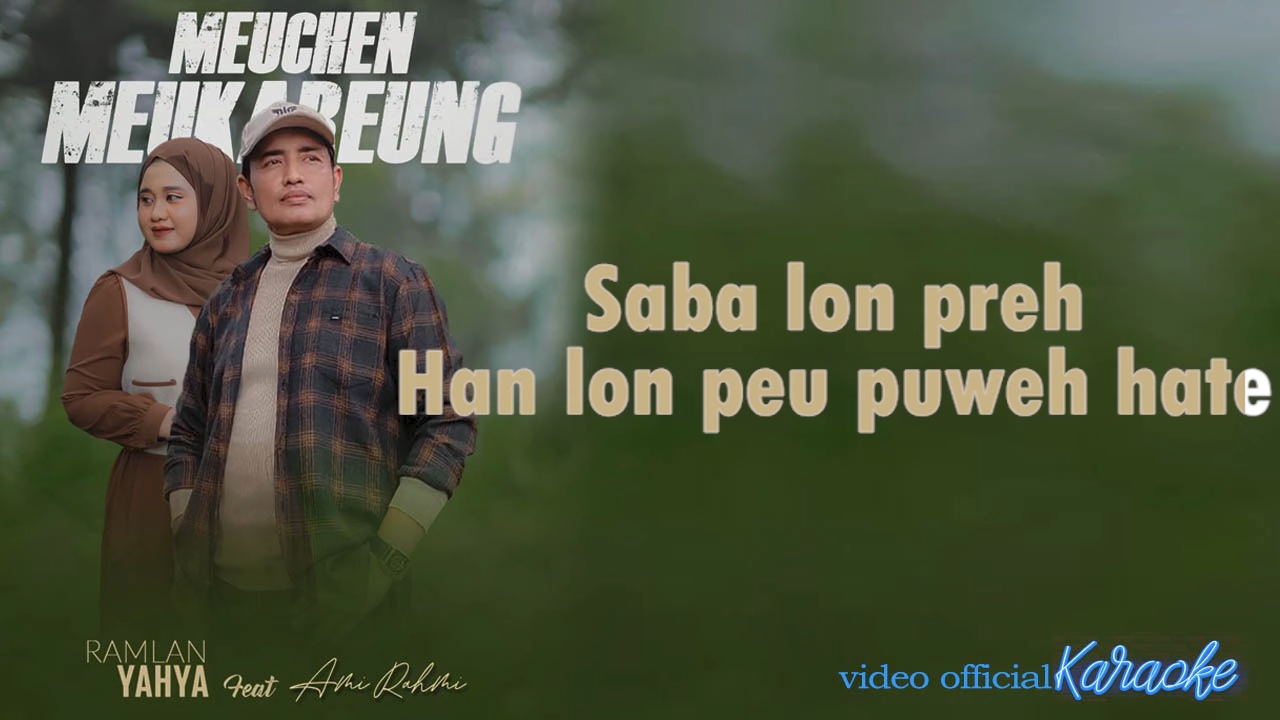 MEUCHEN
MEUKAREUNG
Saba lon preh
Han lon peu puweh hate
RAMLAN
YAHYA Feat Ami Rahmi
video official Karaoke